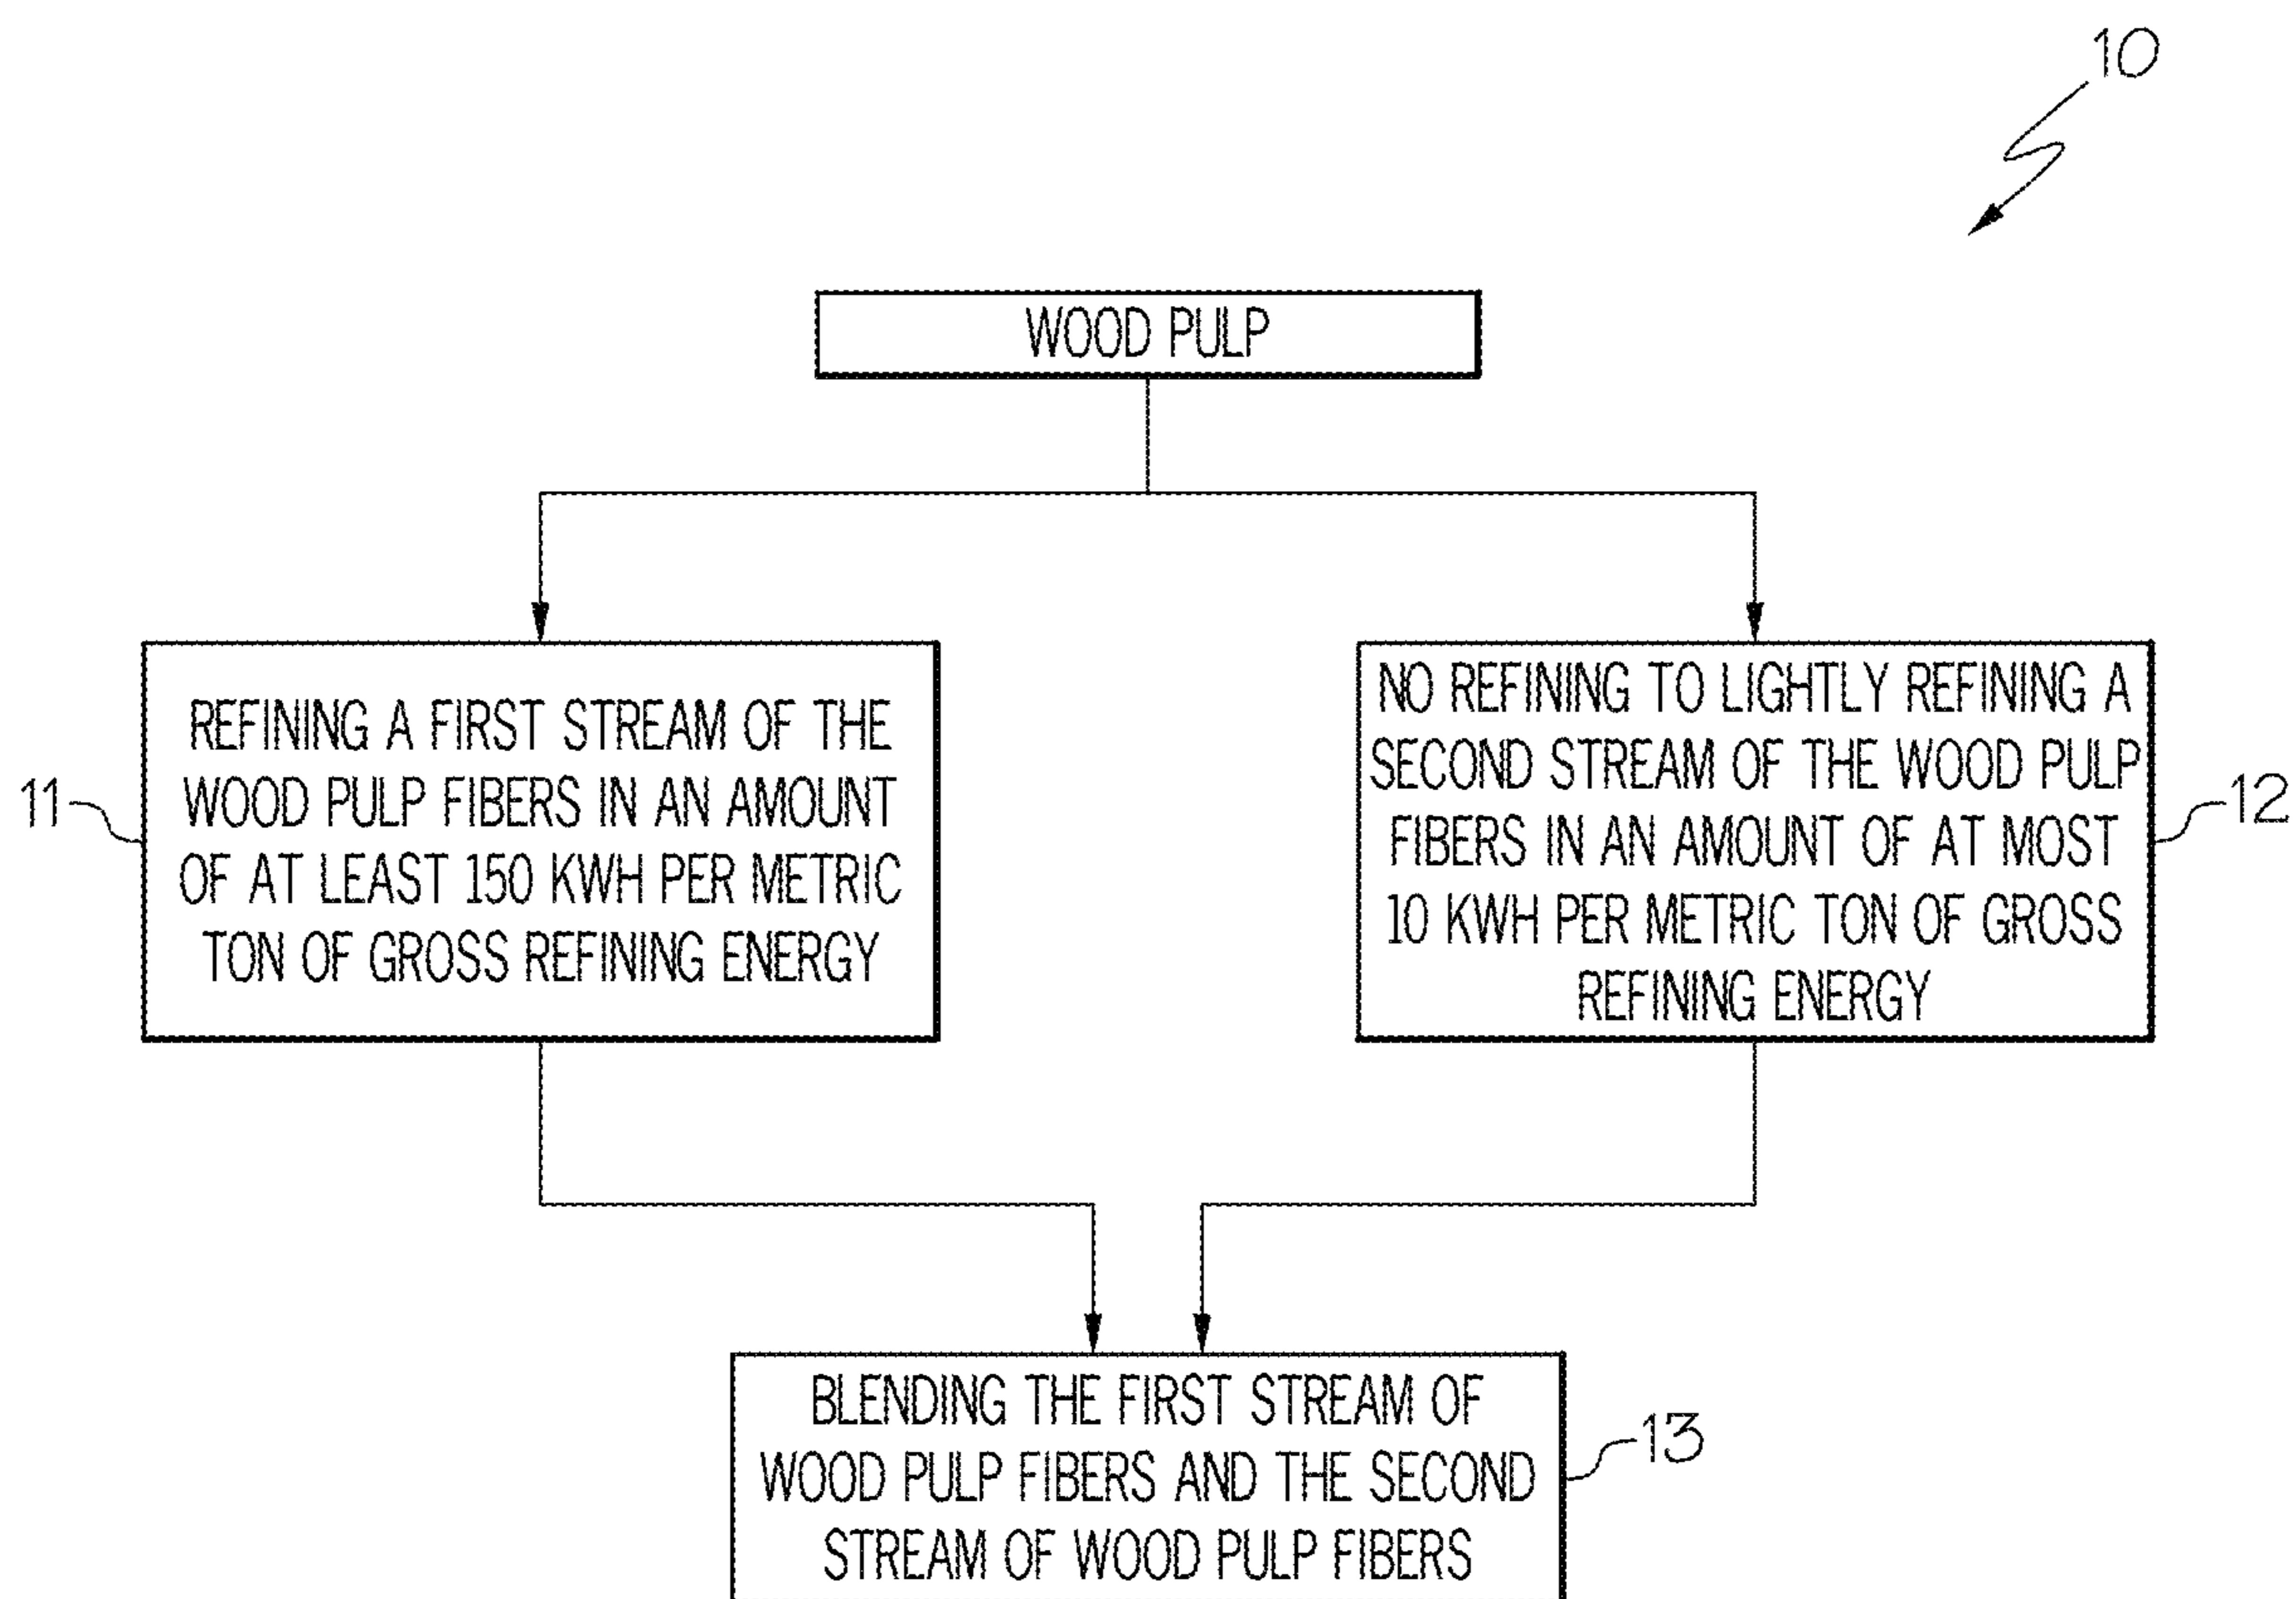 10
WOOD PULP
11
REFINING A FIRST STREAM OF THE
WOOD PULP FIBERS IN AN AMOUNT
OF AT LEAST 150 KWH PER METRIC
TON OF GROSS REFINING ENERGY
NO REFINING TO LIGHTLY REFINING A
SECOND STREAM OF THE WOOD PULP
FIBERS IN AN AMOUNT OF AT MOST
10 KWH PER METRIC TON OF GROSS
REFINING ENERGY
12
BLENDING THE FIRST STREAM OF
WOOD PULP FIBERS AND THE SECOND
STREAM OF WOOD PULP FIBERS
13